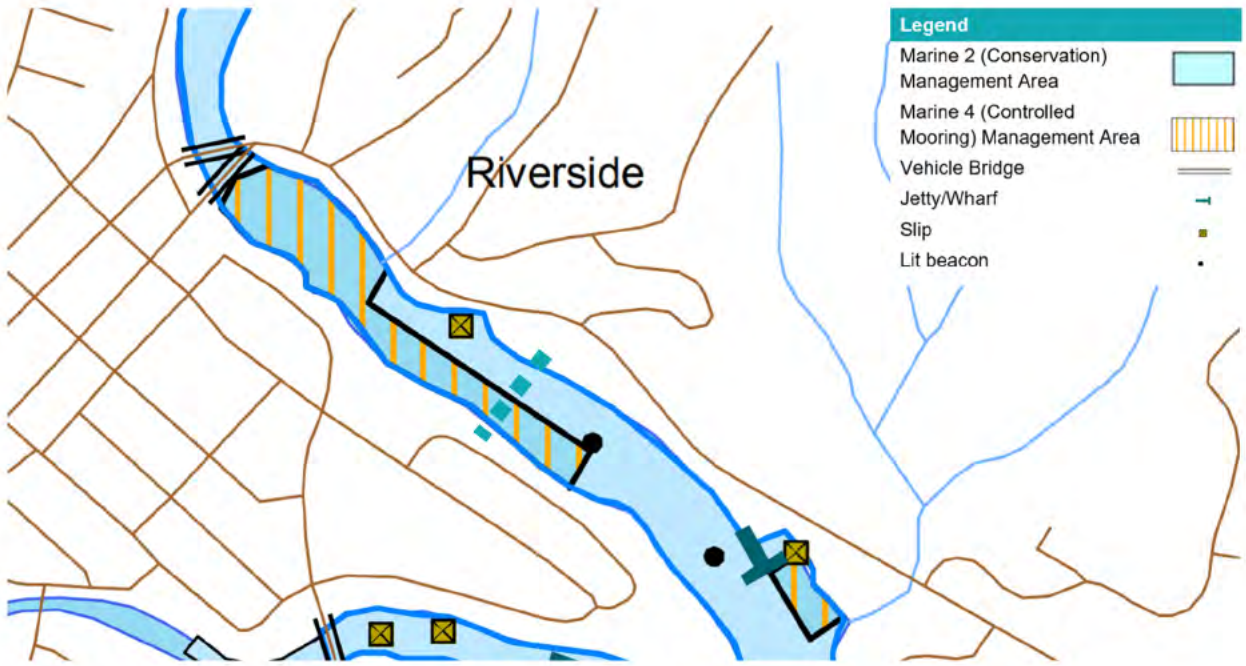 Riverside
Legend
Marine 2 (Conservation)
Management Area
Marine 4 (Controlled
Mooring) Management Area
Vehicle Bridge
Jetty/Wharf
Slip
Lit beacon